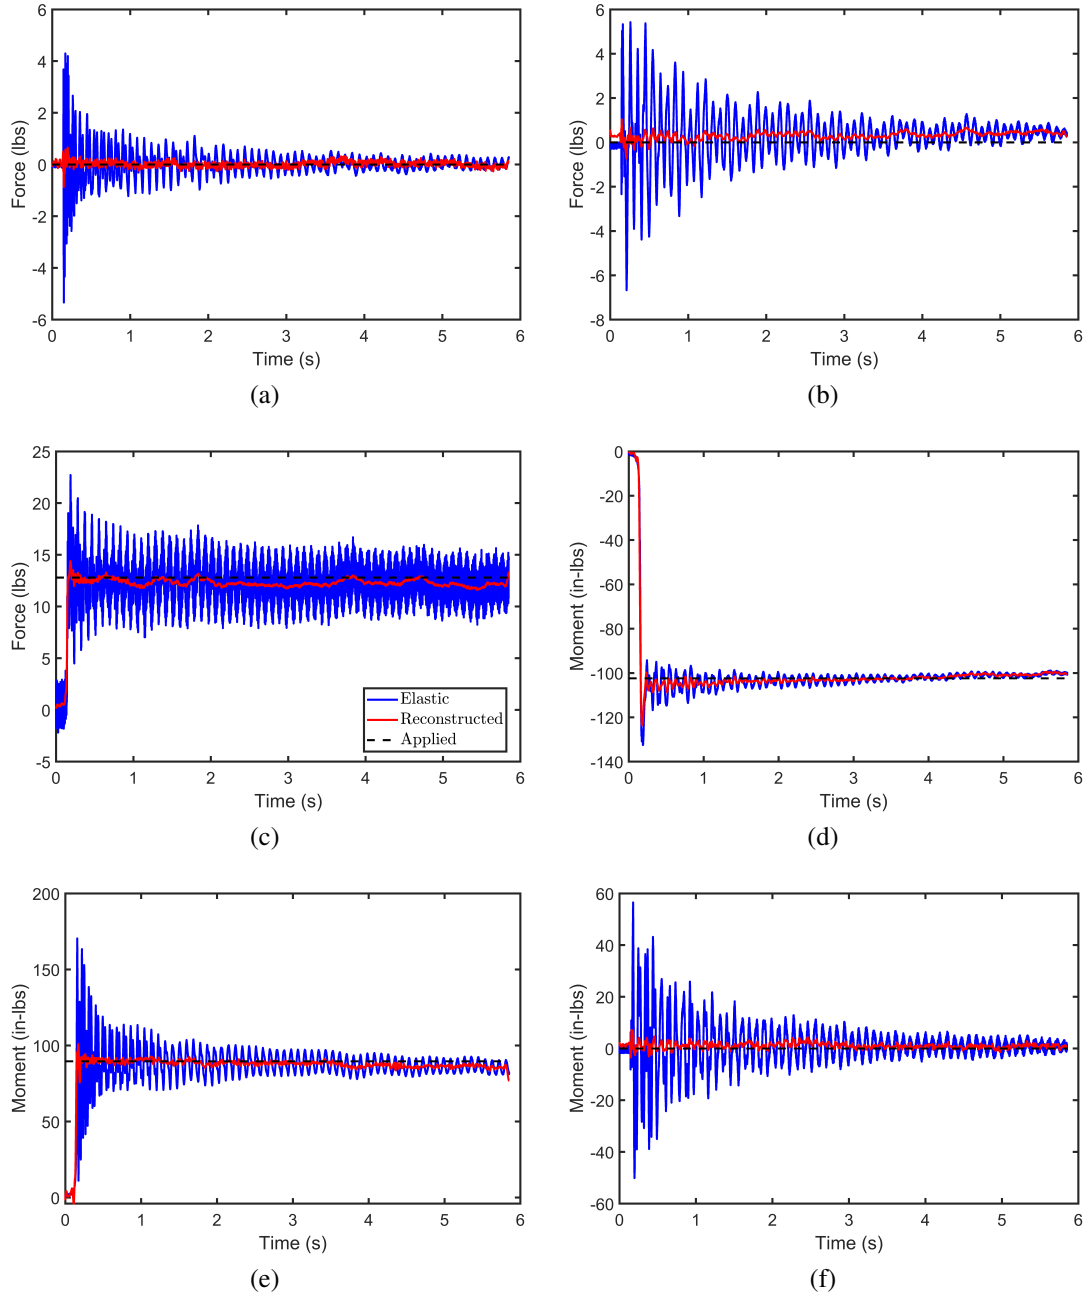 6
4
2
0
-2
-4
-6
Force (lbs)
0 1 2 3 4 5 6
Time (s)
(a)
6
4
2
0
-2
-4
-6
-8
Force (lbs)
0 1 2 3 4 5 6
Time (s)
(b)
25
20
15
10
5
0
-5
Force (lbs)
Elastic
Reconstructed
Applied
0 1 2 3 4 5 6
Time (s)
(c)
0
-20
-40
-60
-80
-100
-120
-140
Moment (in-lbs)
0 1 2 3 4 5 6
Time (s)
(d)
200
150
100
50
0
Moment (in-lbs)
0 1 2 3 4 5 6
Time (s)
(e)
60
40
20
0
-20
-40
-60
Moment (in-lbs)
0 1 2 3 4 5 6
Time (s)
(f)